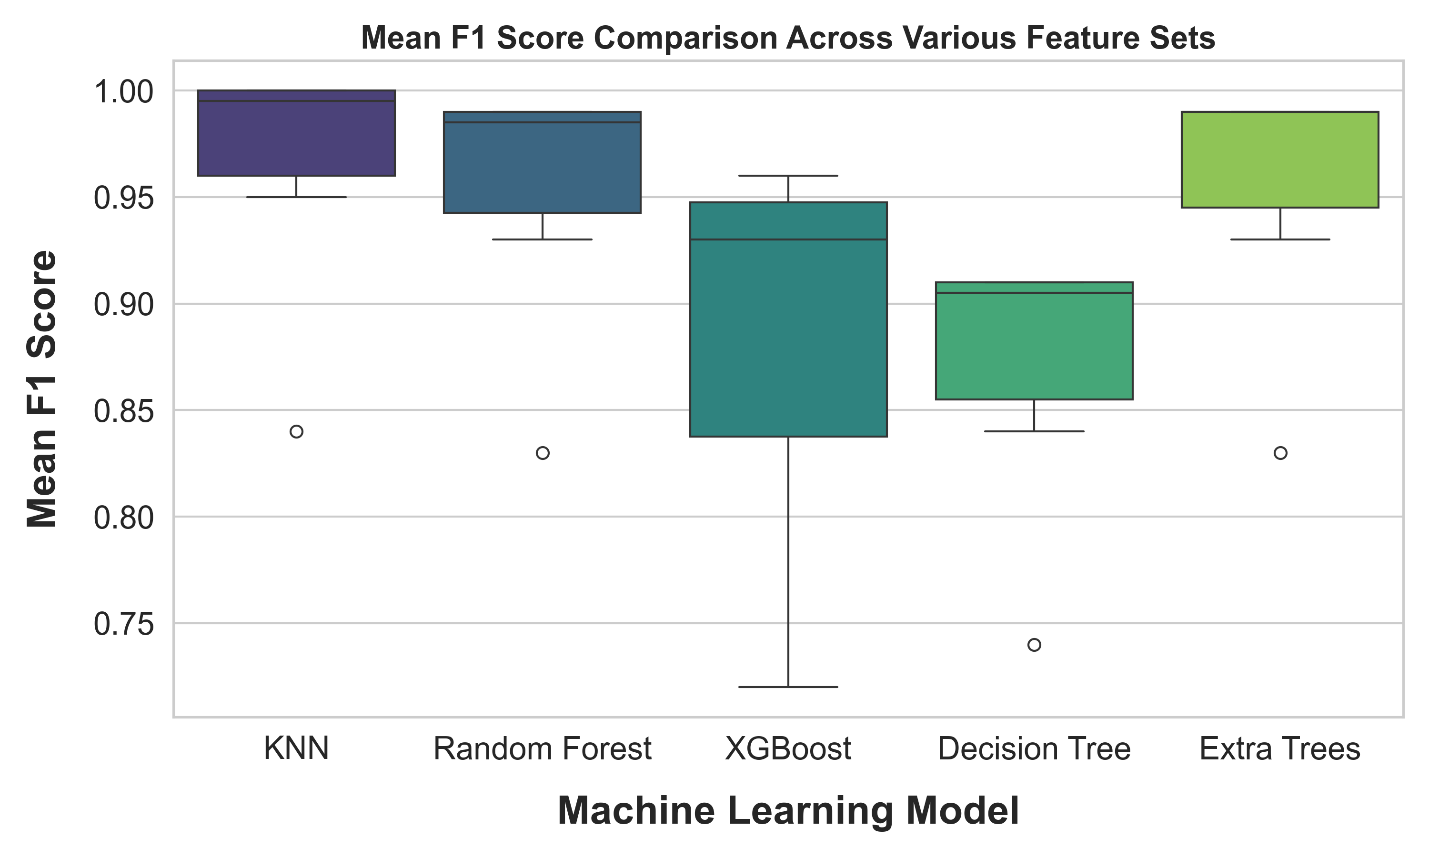 Mean F1 Score Comparison Across Various Feature Sets
1.00
0.95
0.90
0.85
0.80
0.75
Mean F1 Score
KNN
Random Forest
XGBoost
Decision Tree
Extra Trees
Machine Learning Model